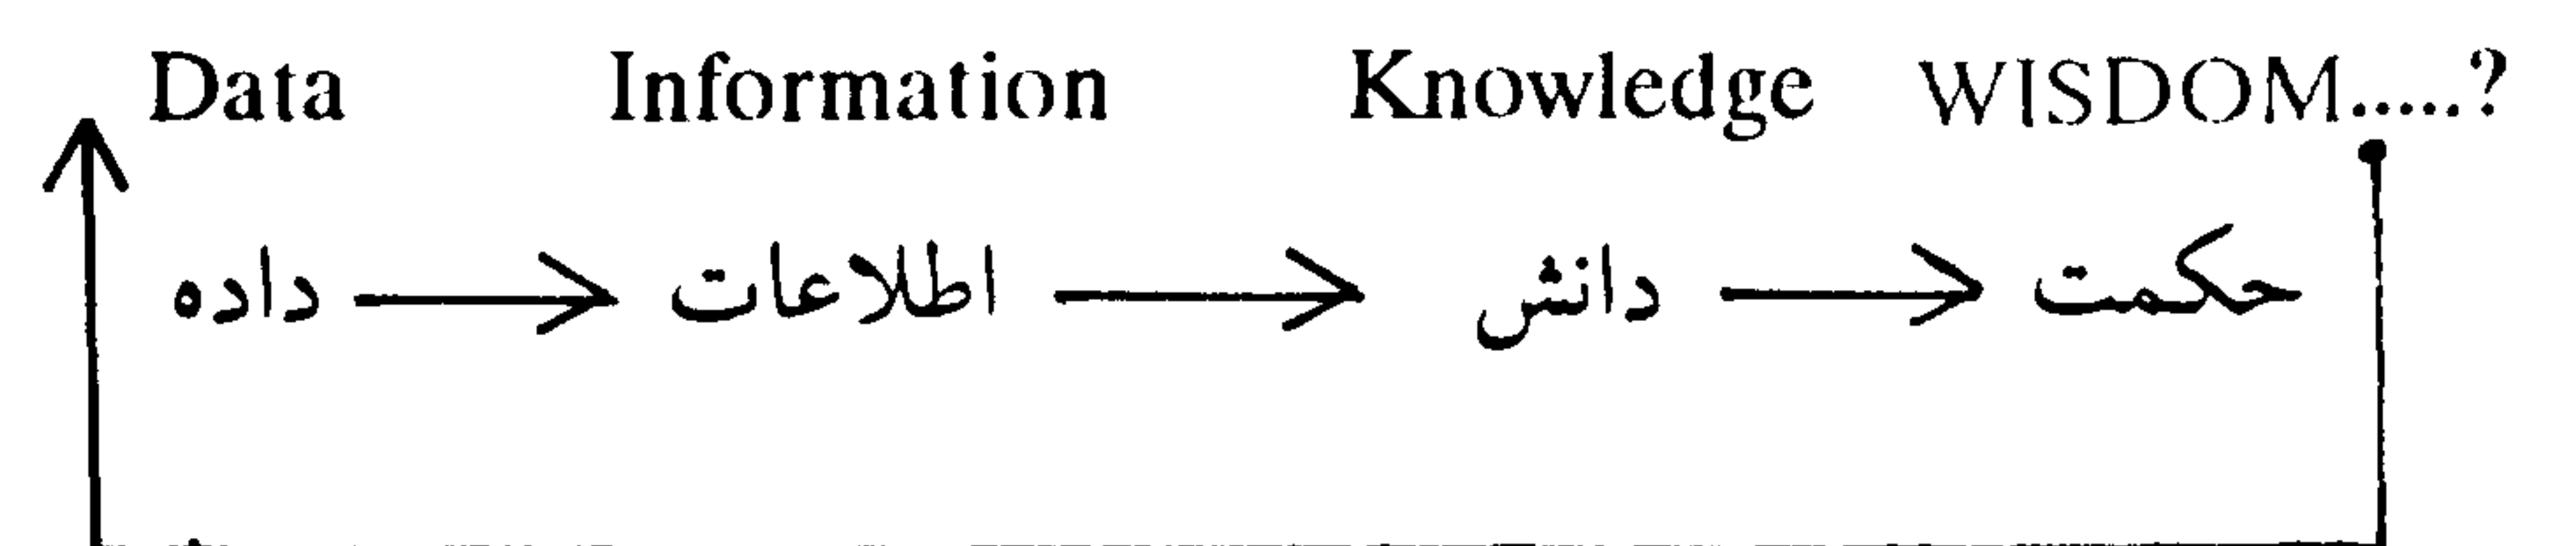 Data Information Knowledge WISDOM.....?
داده اطلاعات دانش حکمت